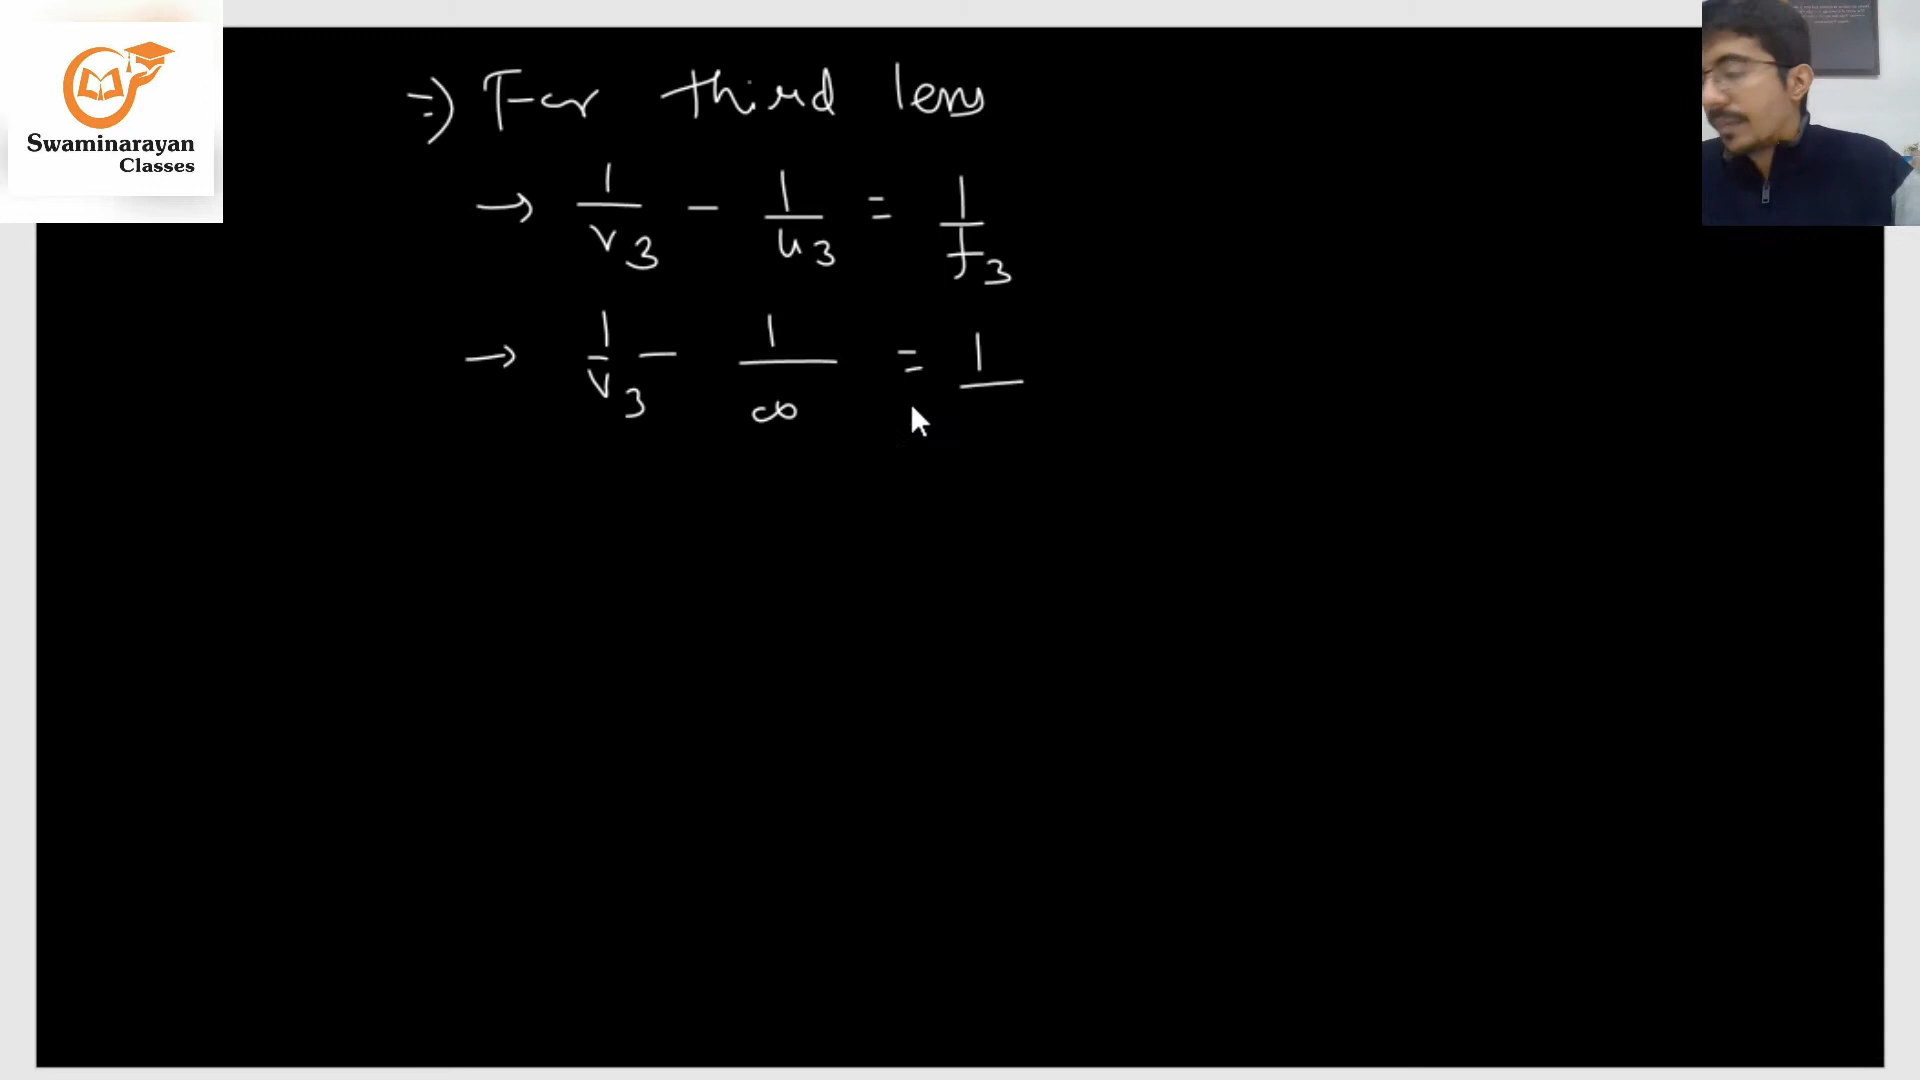 Swaminarayan
Classes
⇒) For third lens
→ 1/v₃ - 1/u₃ = 1/f₃
→ 1/v₃ - 1/∞ = 1/